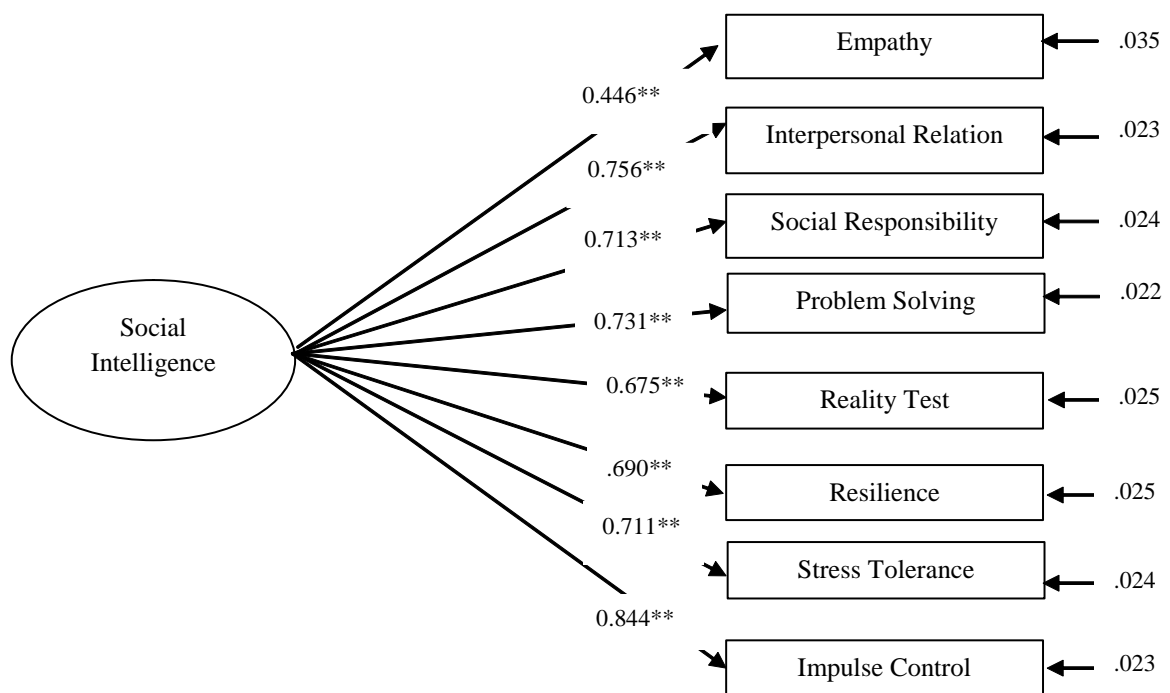 Empathy
.035
0.446**
Interpersonal Relation
.023
0.756**
Social Responsibility
.024
0.713**
Problem Solving
.022
0.731**
Social
Intelligence
0.675**
Reality Test
.025
.690**
Resilience
.025
0.711**
Stress Tolerance
.024
0.844**
Impulse Control
.023